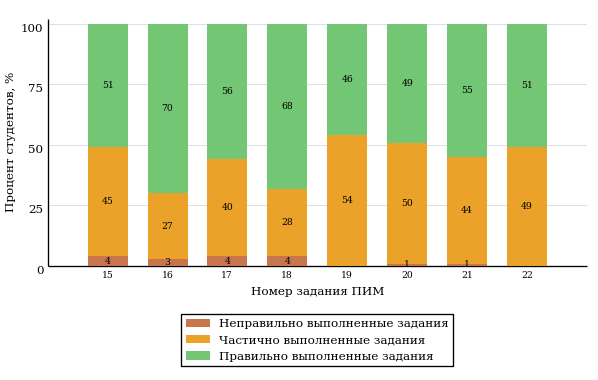 Процент студентов, %
100
75
50
25
0
51 70 56 68 46 49 55 51
45 27 40 28 54 50 44 49
4 3 4 4 1 1
15 16 17 18 19 20 21 22
Номер задания ПИМ
Неправильно выполненные задания
Частично выполненные задания
Правильно выполненные задания